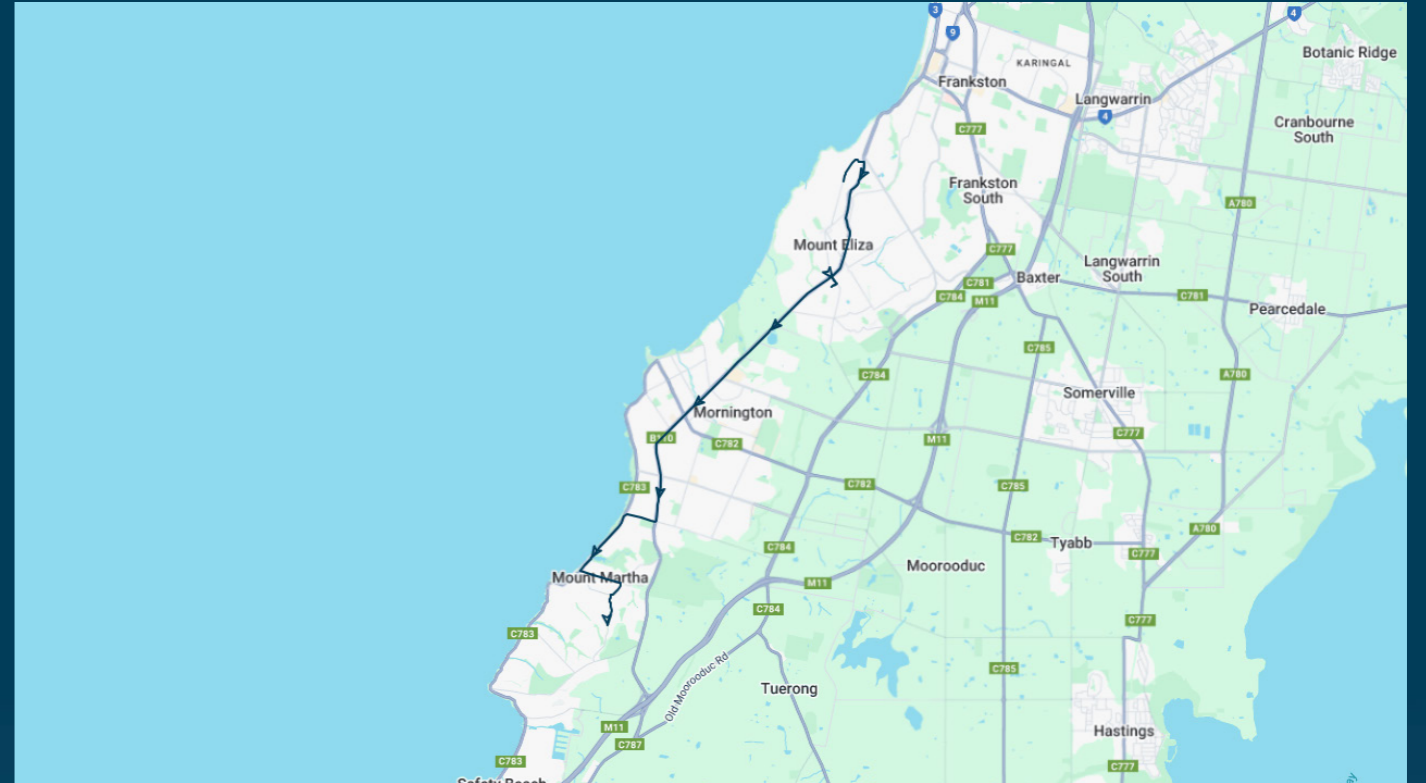 3
4
9
Botanic Ridge
KARINGAL
Frankston
Langwarrin
4
Cranbourne
South
C777
Frankston
South
A780
Mount Eliza
C777
Langwarrin
South
Baxter
C781
C784
M11
C781
Pearcedale
C785
C784
A780
Somerville
Mornington
C777
C782
M11
C783
C782
C785
A780
C782
Tyabb
C784
C777
Moorooduc
Mount Martha
M11
C784
C777
C783
C785
Old Moorooduc Rd
Tuerong
M11
Hastings
C787
C783
C777
Safety Beach